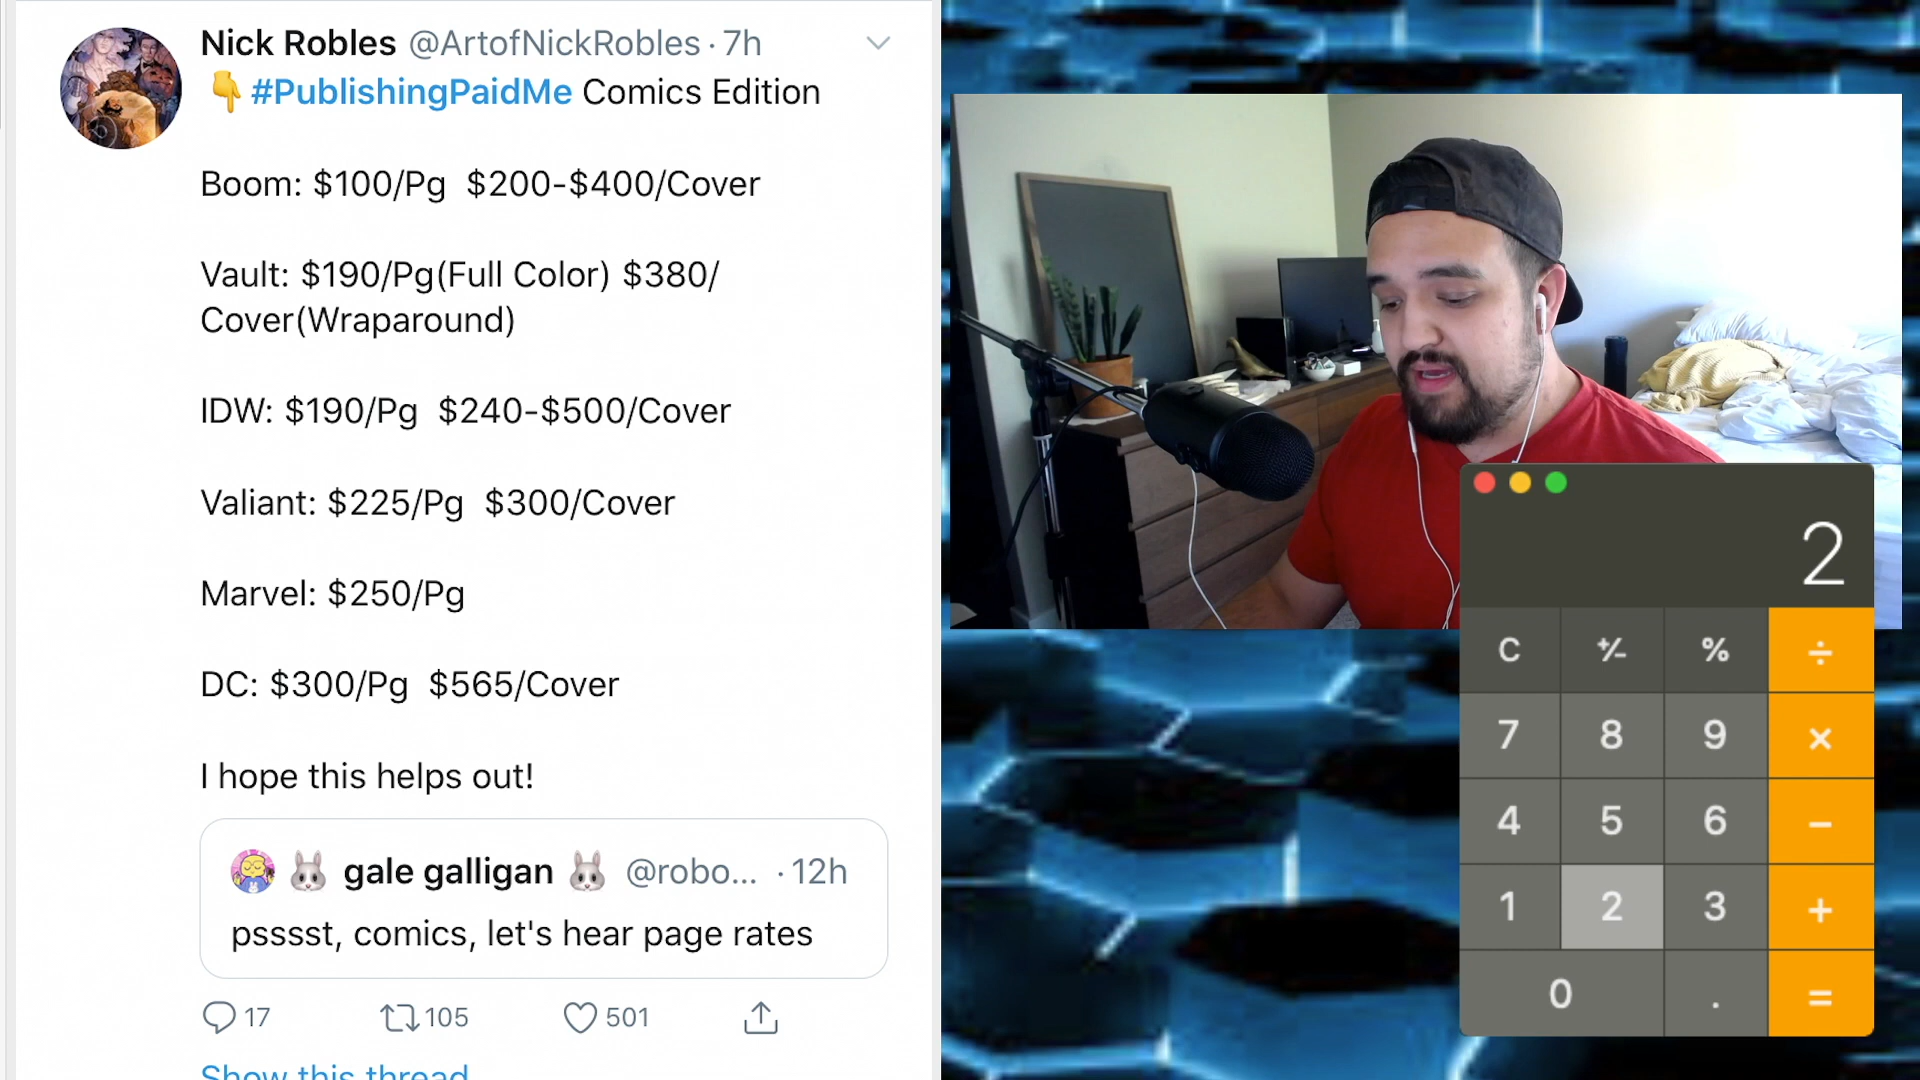 Nick Robles @ArtofNickRobles · 7h
👇#PublishingPaidMe Comics Edition
Boom: $100/Pg $200-$400/Cover
Vault: $190/Pg(Full Color) $380/
Cover(Wraparound)
IDW: $190/Pg $240-$500/Cover
Valiant: $225/Pg $300/Cover
Marvel: $250/Pg
DC: $300/Pg $565/Cover
I hope this helps out!
🐰 gale galligan 🐰 @robo... · 12h
psssst, comics, let's hear page rates
17 105 501
Show this thread
2
C +/- % ÷
7 8 9 ×
4 5 6 −
1 2 3 +
0 . =